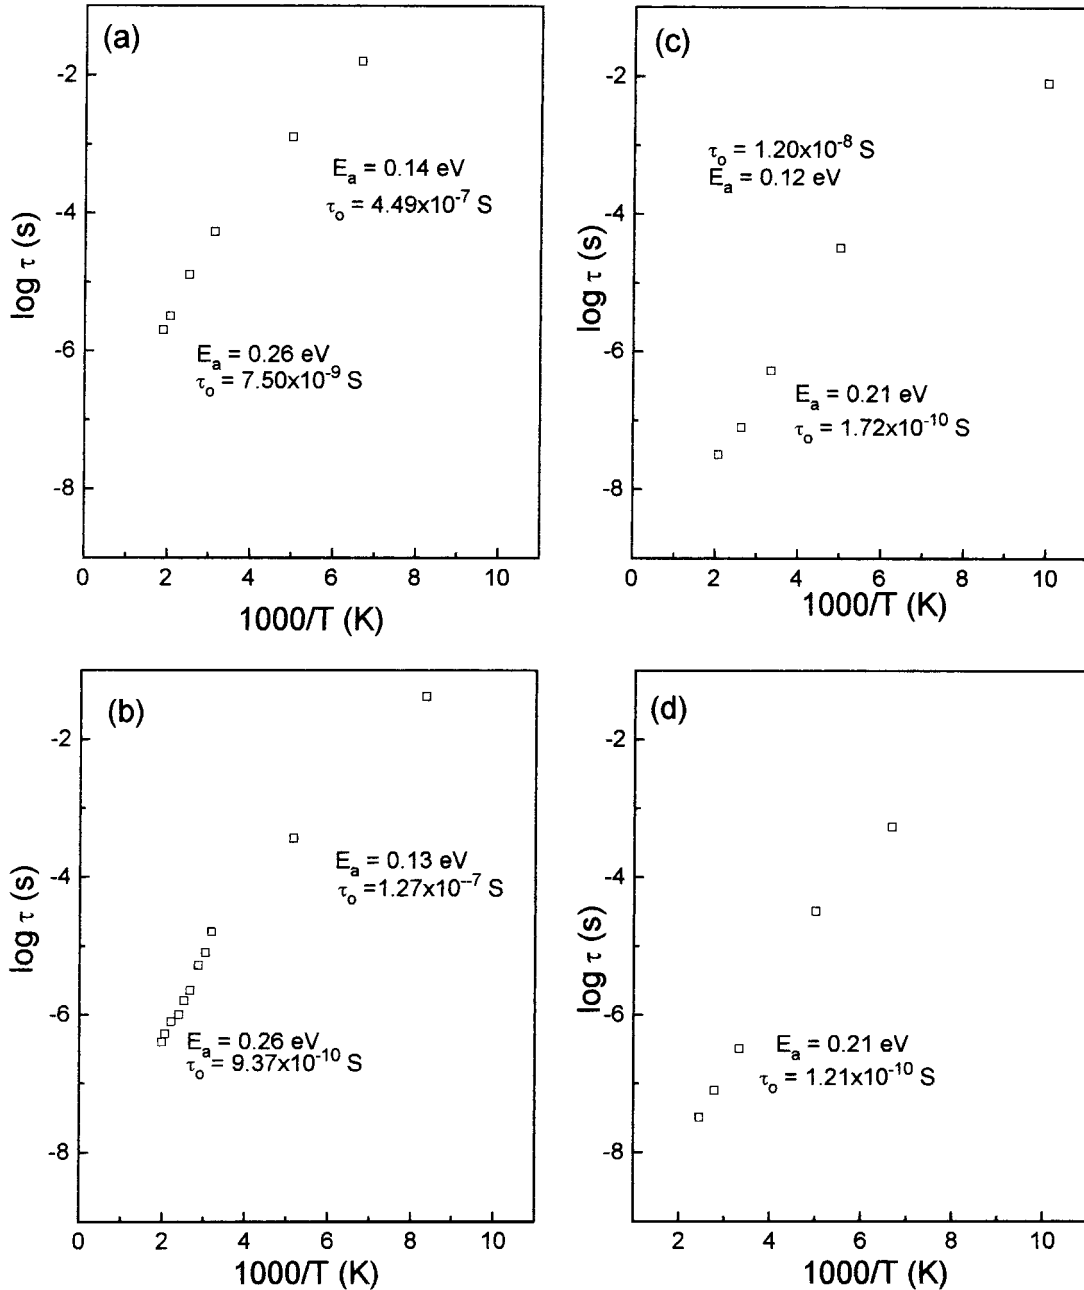 (a)
-2
-4
-6
-8
log τ (s)
E_a = 0.14 eV
τ_o = 4.49x10^-7 S
E_a = 0.26 eV
τ_o = 7.50x10^-9 S
0 2 4 6 8 10
1000/T (K)
(c)
-2
-4
-6
-8
log τ (s)
τ_o = 1.20x10^-8 S
E_a = 0.12 eV
E_a = 0.21 eV
τ_o = 1.72x10^-10 S
0 2 4 6 8 10
1000/T (K)
(b)
-2
-4
-6
-8
log τ (s)
E_a = 0.13 eV
τ_o =1.27x10^--7 S
E_a = 0.26 eV
τ_o = 9.37x10^-10 S
0 2 4 6 8 10
1000/T (K)
(d)
-2
-4
-6
-8
log τ (s)
E_a = 0.21 eV
τ_o = 1.21x10^-10 S
2 4 6 8 10
1000/T (K)